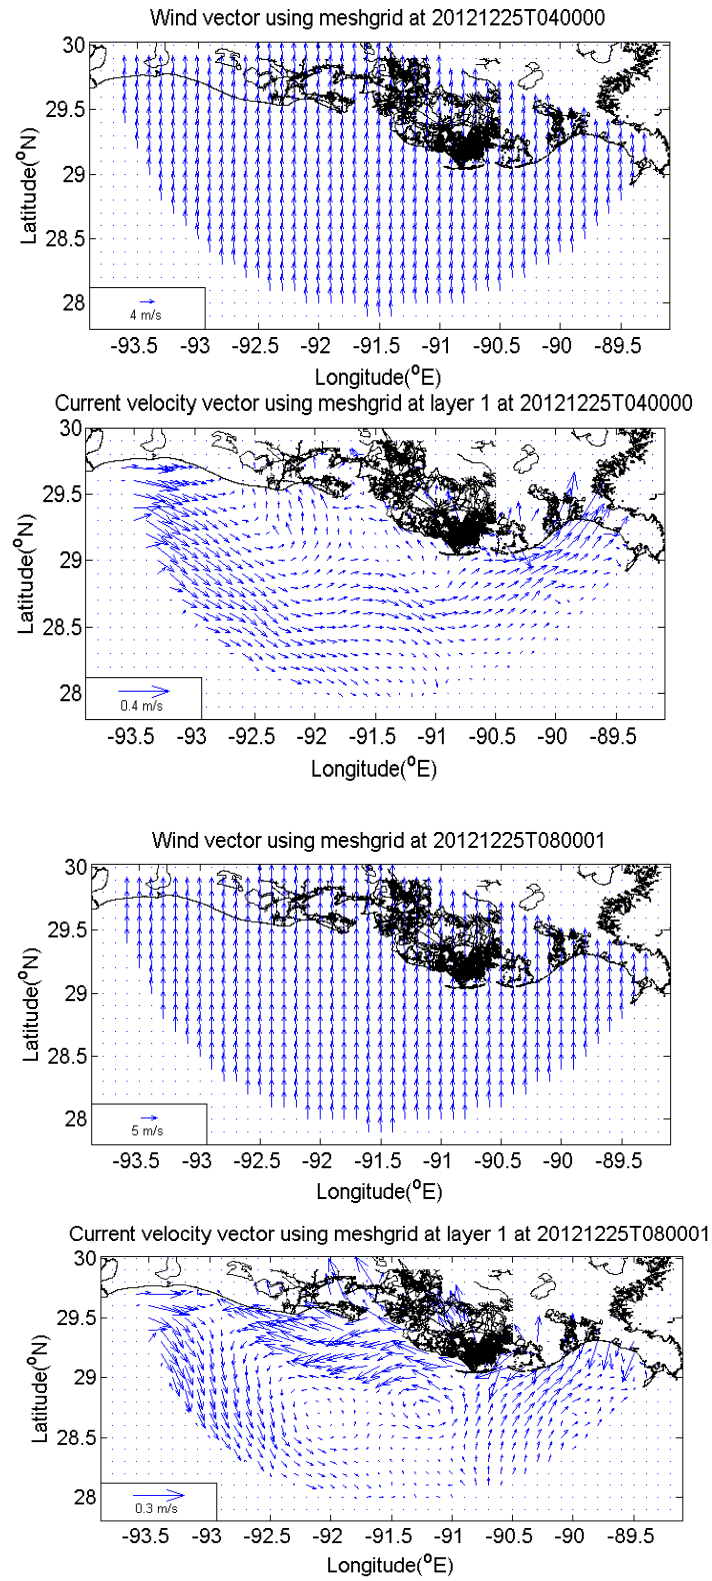 Wind vector using meshgrid at 20121225T040000
30
29.5
29
28.5
28
Latitude(°N)
4 m/s
-93.5 -93 -92.5 -92 -91.5 -91 -90.5 -90 -89.5
Longitude(°E)
Current velocity vector using meshgrid at layer 1 at 20121225T040000
30
29.5
29
28.5
28
Latitude(°N)
0.4 m/s
-93.5 -93 -92.5 -92 -91.5 -91 -90.5 -90 -89.5
Longitude(°E)
Wind vector using meshgrid at 20121225T080001
30
29.5
29
28.5
28
Latitude(°N)
5 m/s
-93.5 -93 -92.5 -92 -91.5 -91 -90.5 -90 -89.5
Longitude(°E)
Current velocity vector using meshgrid at layer 1 at 20121225T080001
30
29.5
29
28.5
28
Latitude(°N)
0.3 m/s
-93.5 -93 -92.5 -92 -91.5 -91 -90.5 -90 -89.5
Longitude(°E)